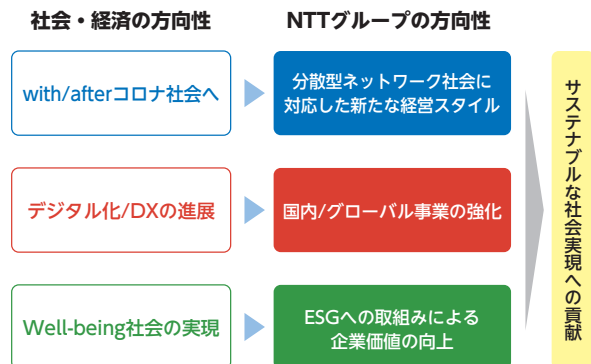 社会・経済の方向性
NTTグループの方向性
with/afterコロナ社会へ
分散型ネットワーク社会に
対応した新たな経営スタイル
デジタル化/DXの進展
国内/グローバル事業の強化
Well-being社会の実現
ESGへの取組みによる
企業価値の向上
サステナブルな社会実現への貢献